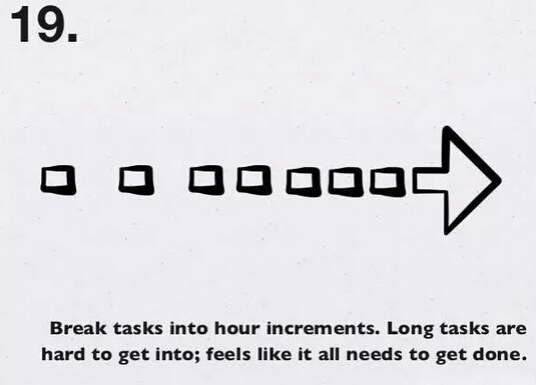 19.
Break tasks into hour increments. Long tasks are
hard to get into; feels like it all needs to get done.